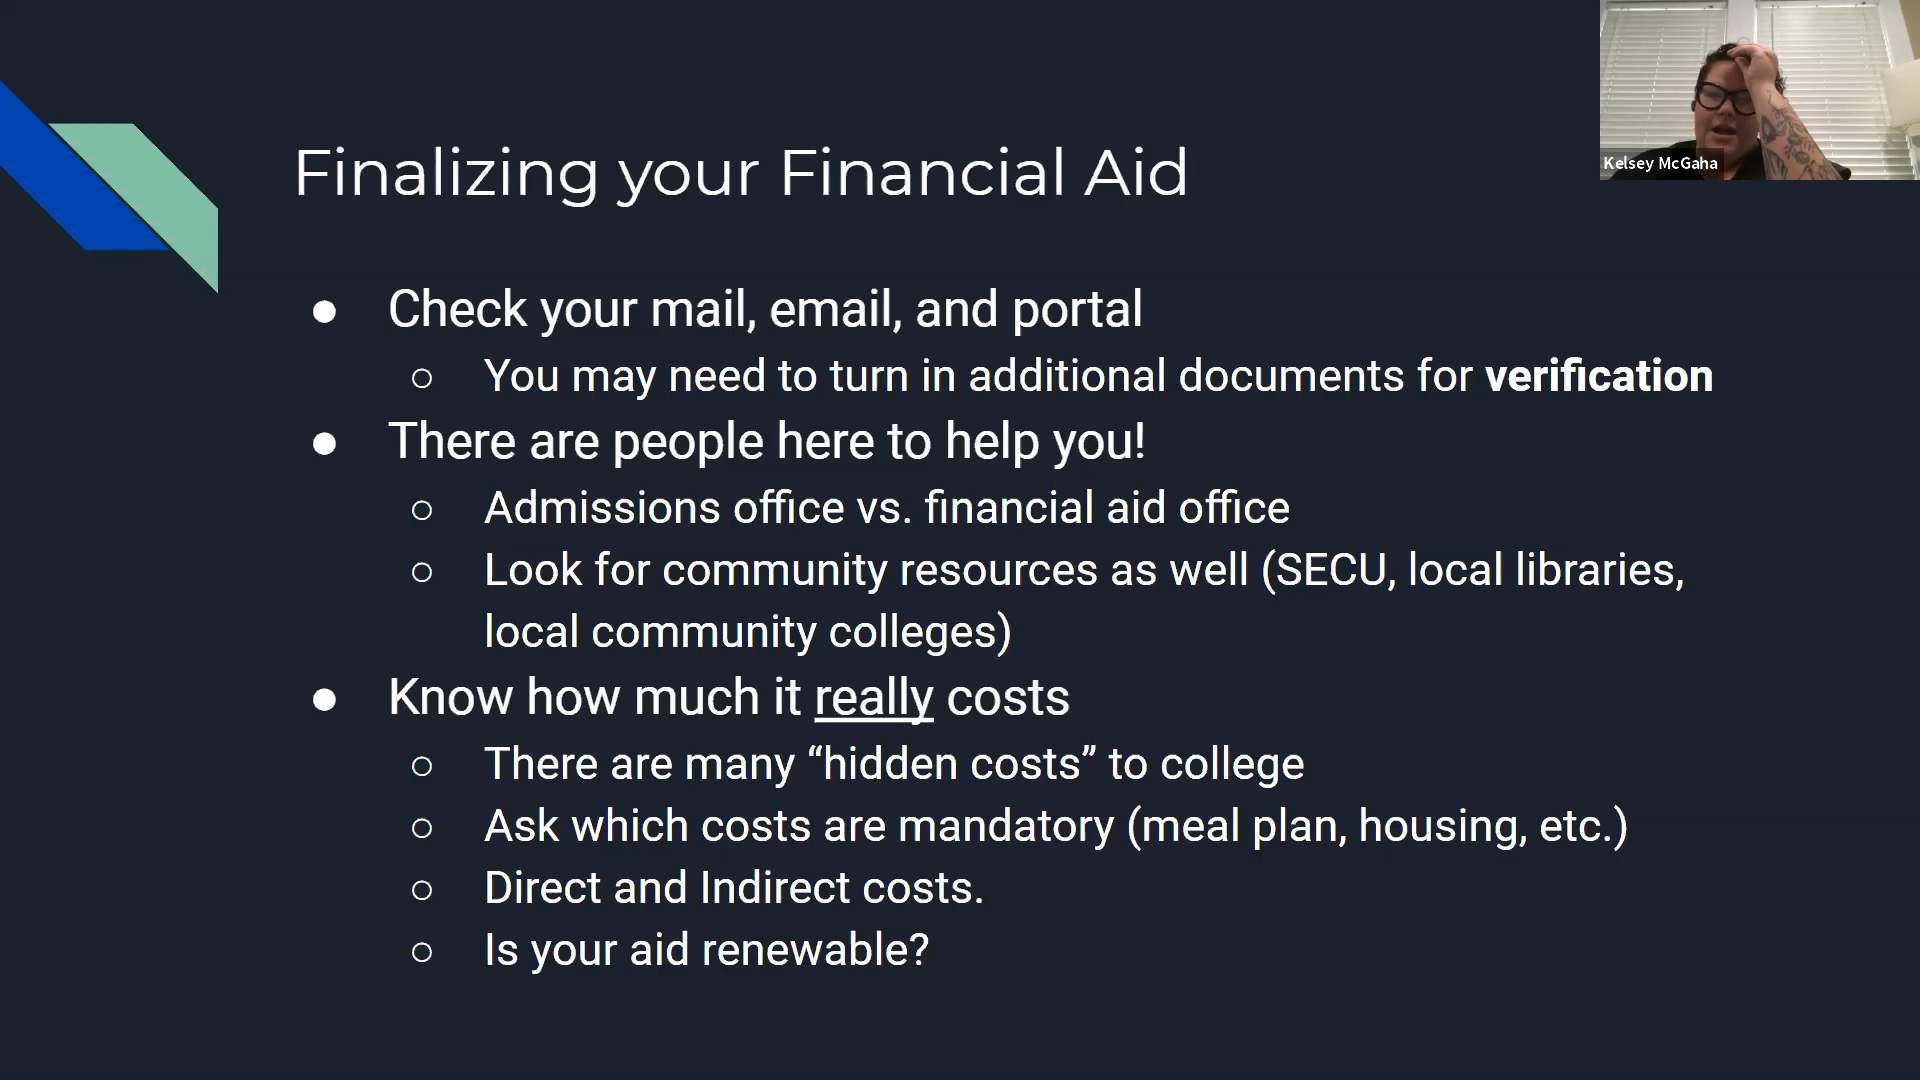 Kelsey McGaha
Finalizing your Financial Aid
● Check your mail, email, and portal
○ You may need to turn in additional documents for verification
● There are people here to help you!
○ Admissions office vs. financial aid office
○ Look for community resources as well (SECU, local libraries,
local community colleges)
● Know how much it really costs
○ There are many “hidden costs” to college
○ Ask which costs are mandatory (meal plan, housing, etc.)
○ Direct and Indirect costs.
○ Is your aid renewable?